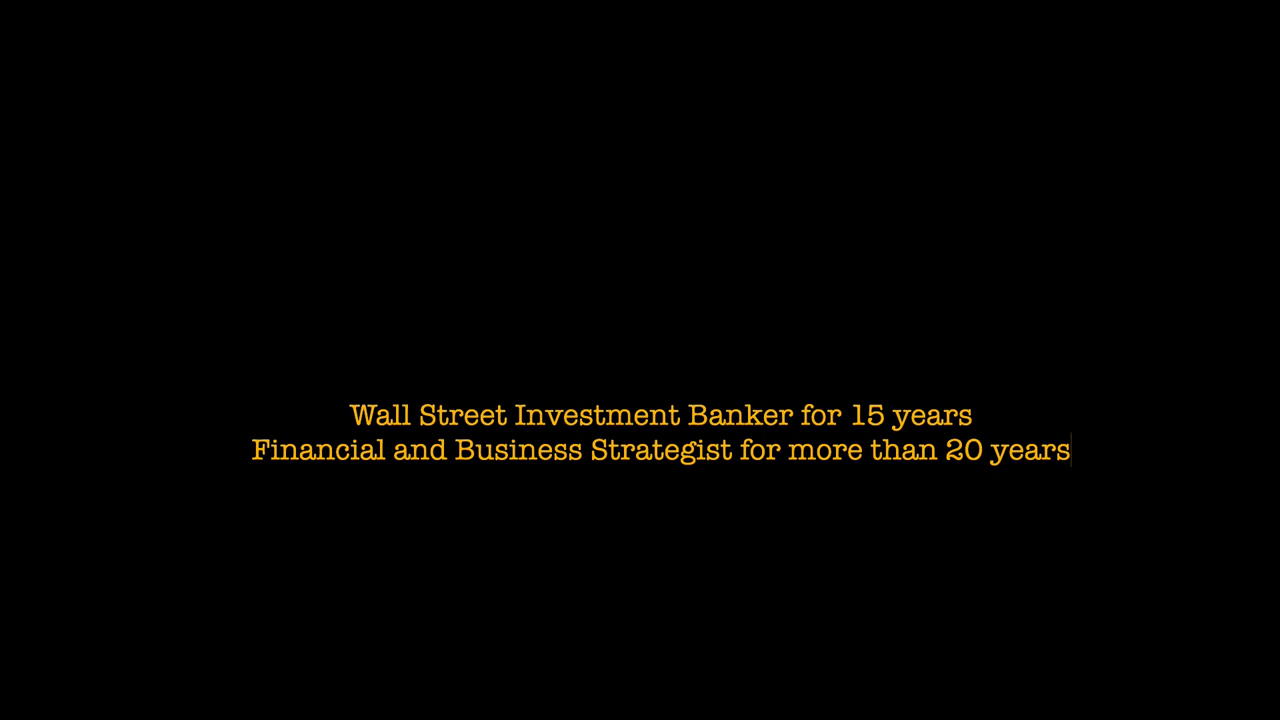 Wall Street Investment Banker for 15 years
Financial and Business Strategist for more than 20 years